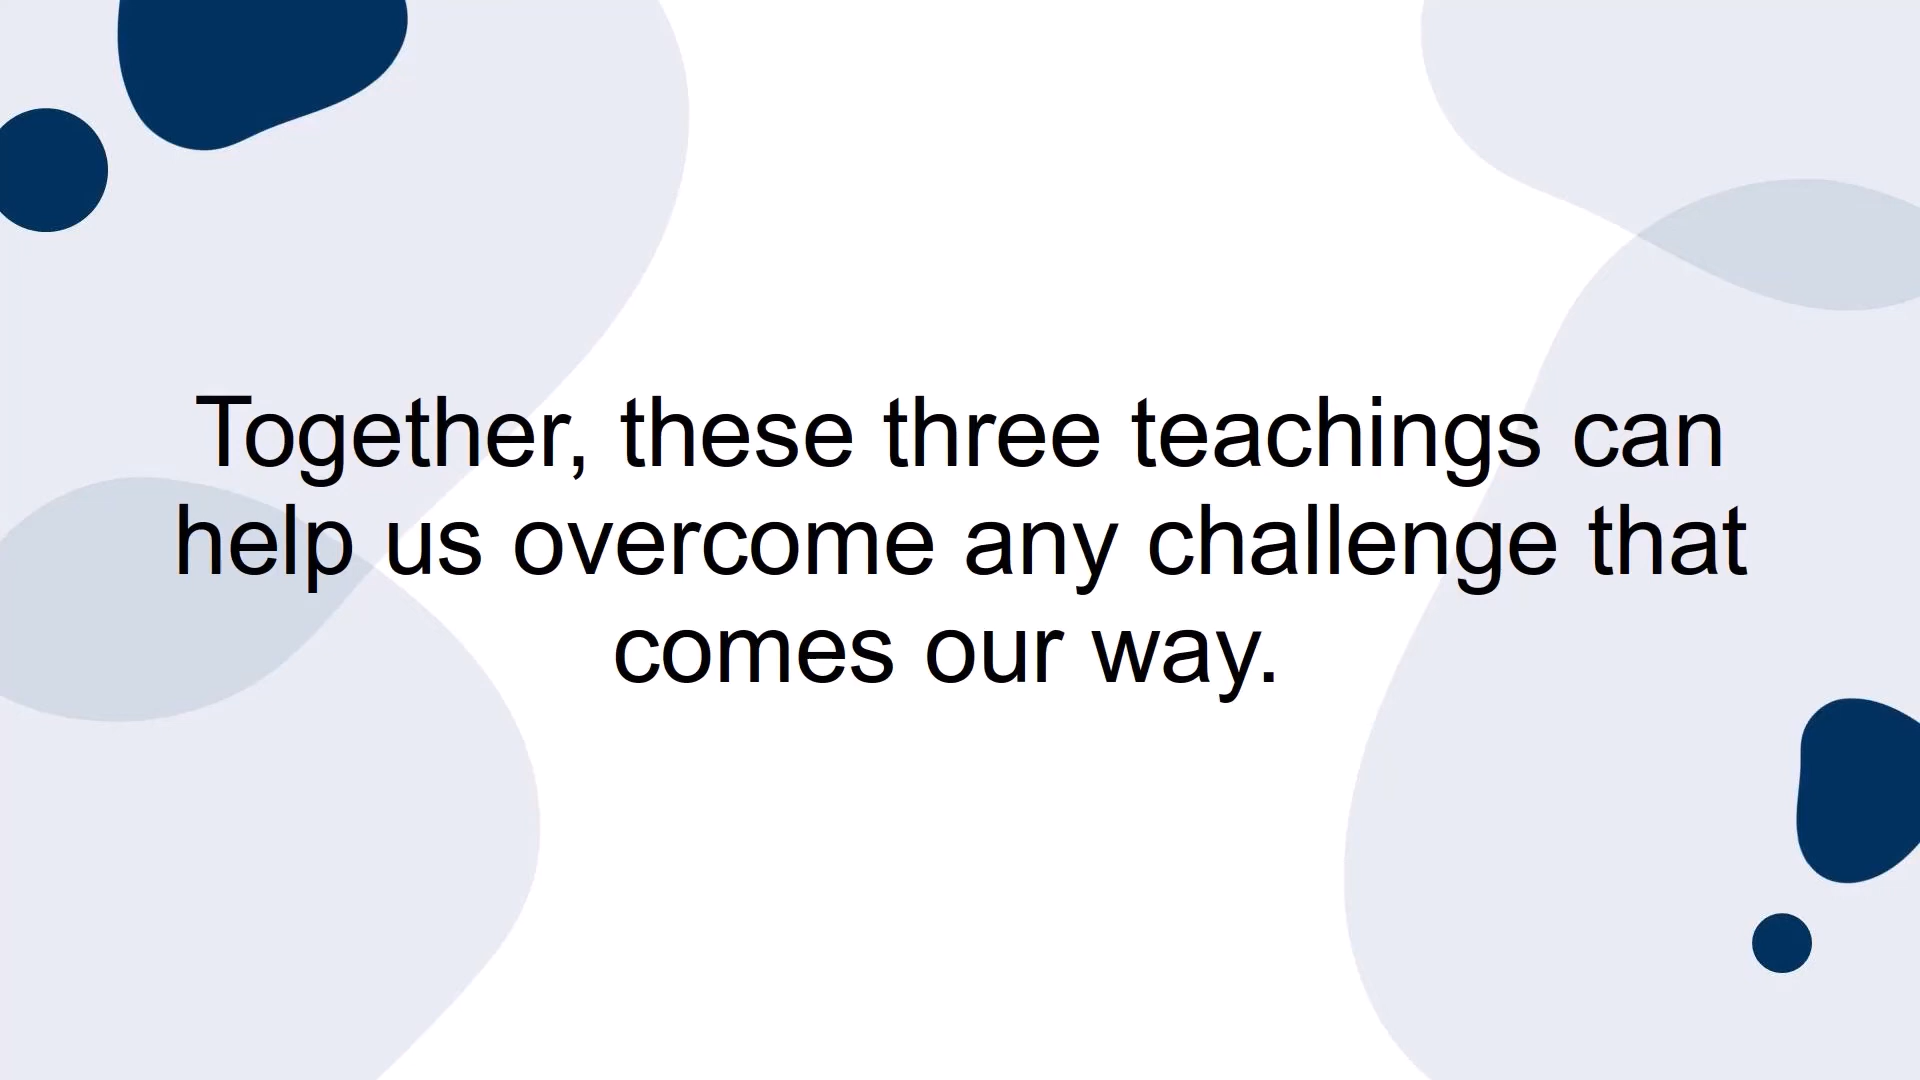 Together, these three teachings can
help us overcome any challenge that
comes our way.